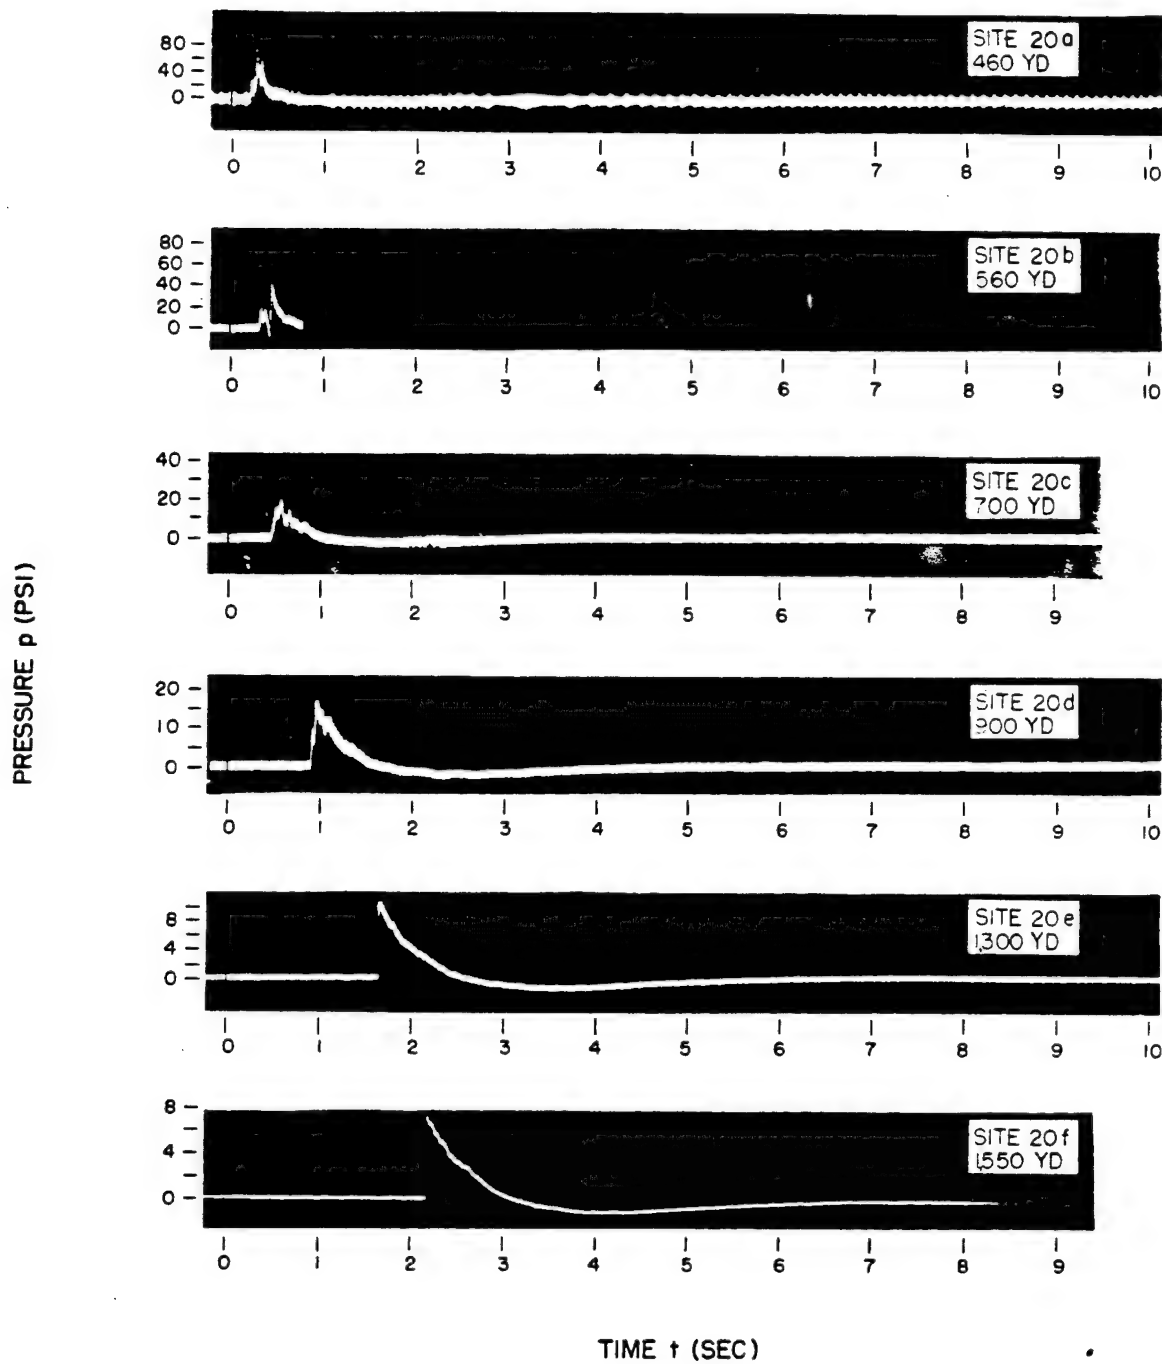 PRESSURE p (PSI)
80
40
0
SITE 20a
460 YD
0 1 2 3 4 5 6 7 8 9 10
80
60
40
20
0
SITE 20b
560 YD
0 1 2 3 4 5 6 7 8 9 10
40
20
0
SITE 20c
700 YD
0 1 2 3 4 5 6 7 8 9
20
10
0
SITE 20d
900 YD
0 1 2 3 4 5 6 7 8 9 10
8
4
0
SITE 20e
1,300 YD
0 1 2 3 4 5 6 7 8 9 10
8
4
0
SITE 20f
1,550 YD
0 1 2 3 4 5 6 7 8 9
TIME t (SEC)